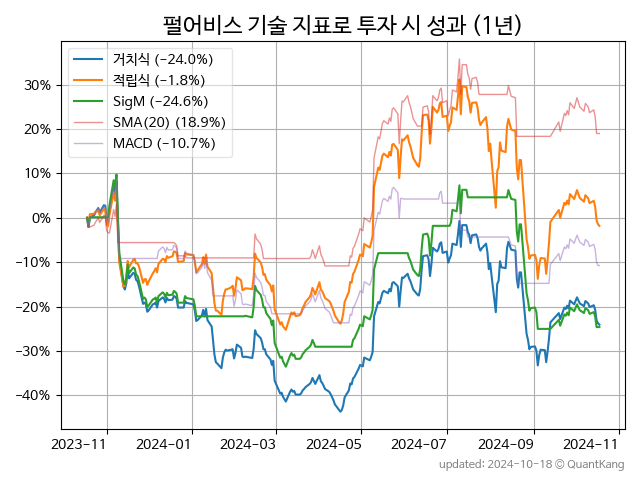 펄어비스 기술 지표로 투자 시 성과 (1년)
거치식 (−24.0%)
적립식 (−1.8%)
SigM (−24.6%)
SMA(20) (18.9%)
MACD (−10.7%)
30%
20%
10%
0%
−10%
−20%
−30%
−40%
2023-11 2024-01 2024-03 2024-05 2024-07 2024-09 2024-11
updated: 2024-10-18 © QuantKang